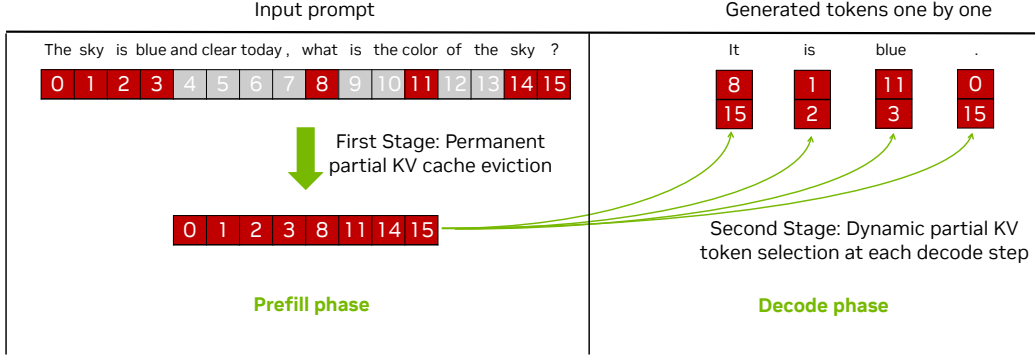 Input prompt
Generated tokens one by one
The sky is blue and clear today, what is the color of the sky ?
0 1 2 3 4 5 6 7 8 9 10 11 12 13 14 15
First Stage: Permanent
partial KV cache eviction
0 1 2 3 8 11 14 15
Prefill phase
It is blue .
8 1 11 0
15 2 3 15
Second Stage: Dynamic partial KV
token selection at each decode step
Decode phase